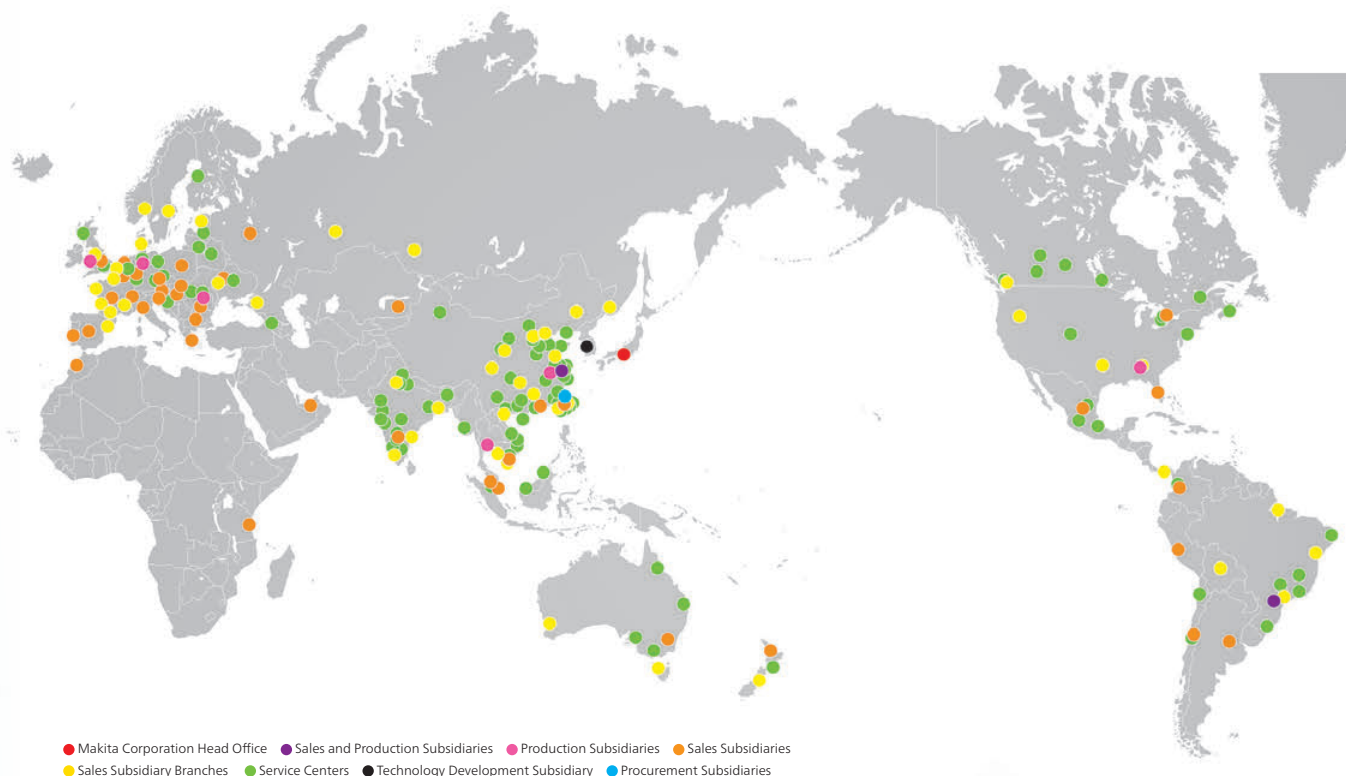 Makita Corporation Head Office Sales and Production Subsidiaries Production Subsidiaries Sales Subsidiaries
Sales Subsidiary Branches Service Centers Technology Development Subsidiary Procurement Subsidiaries